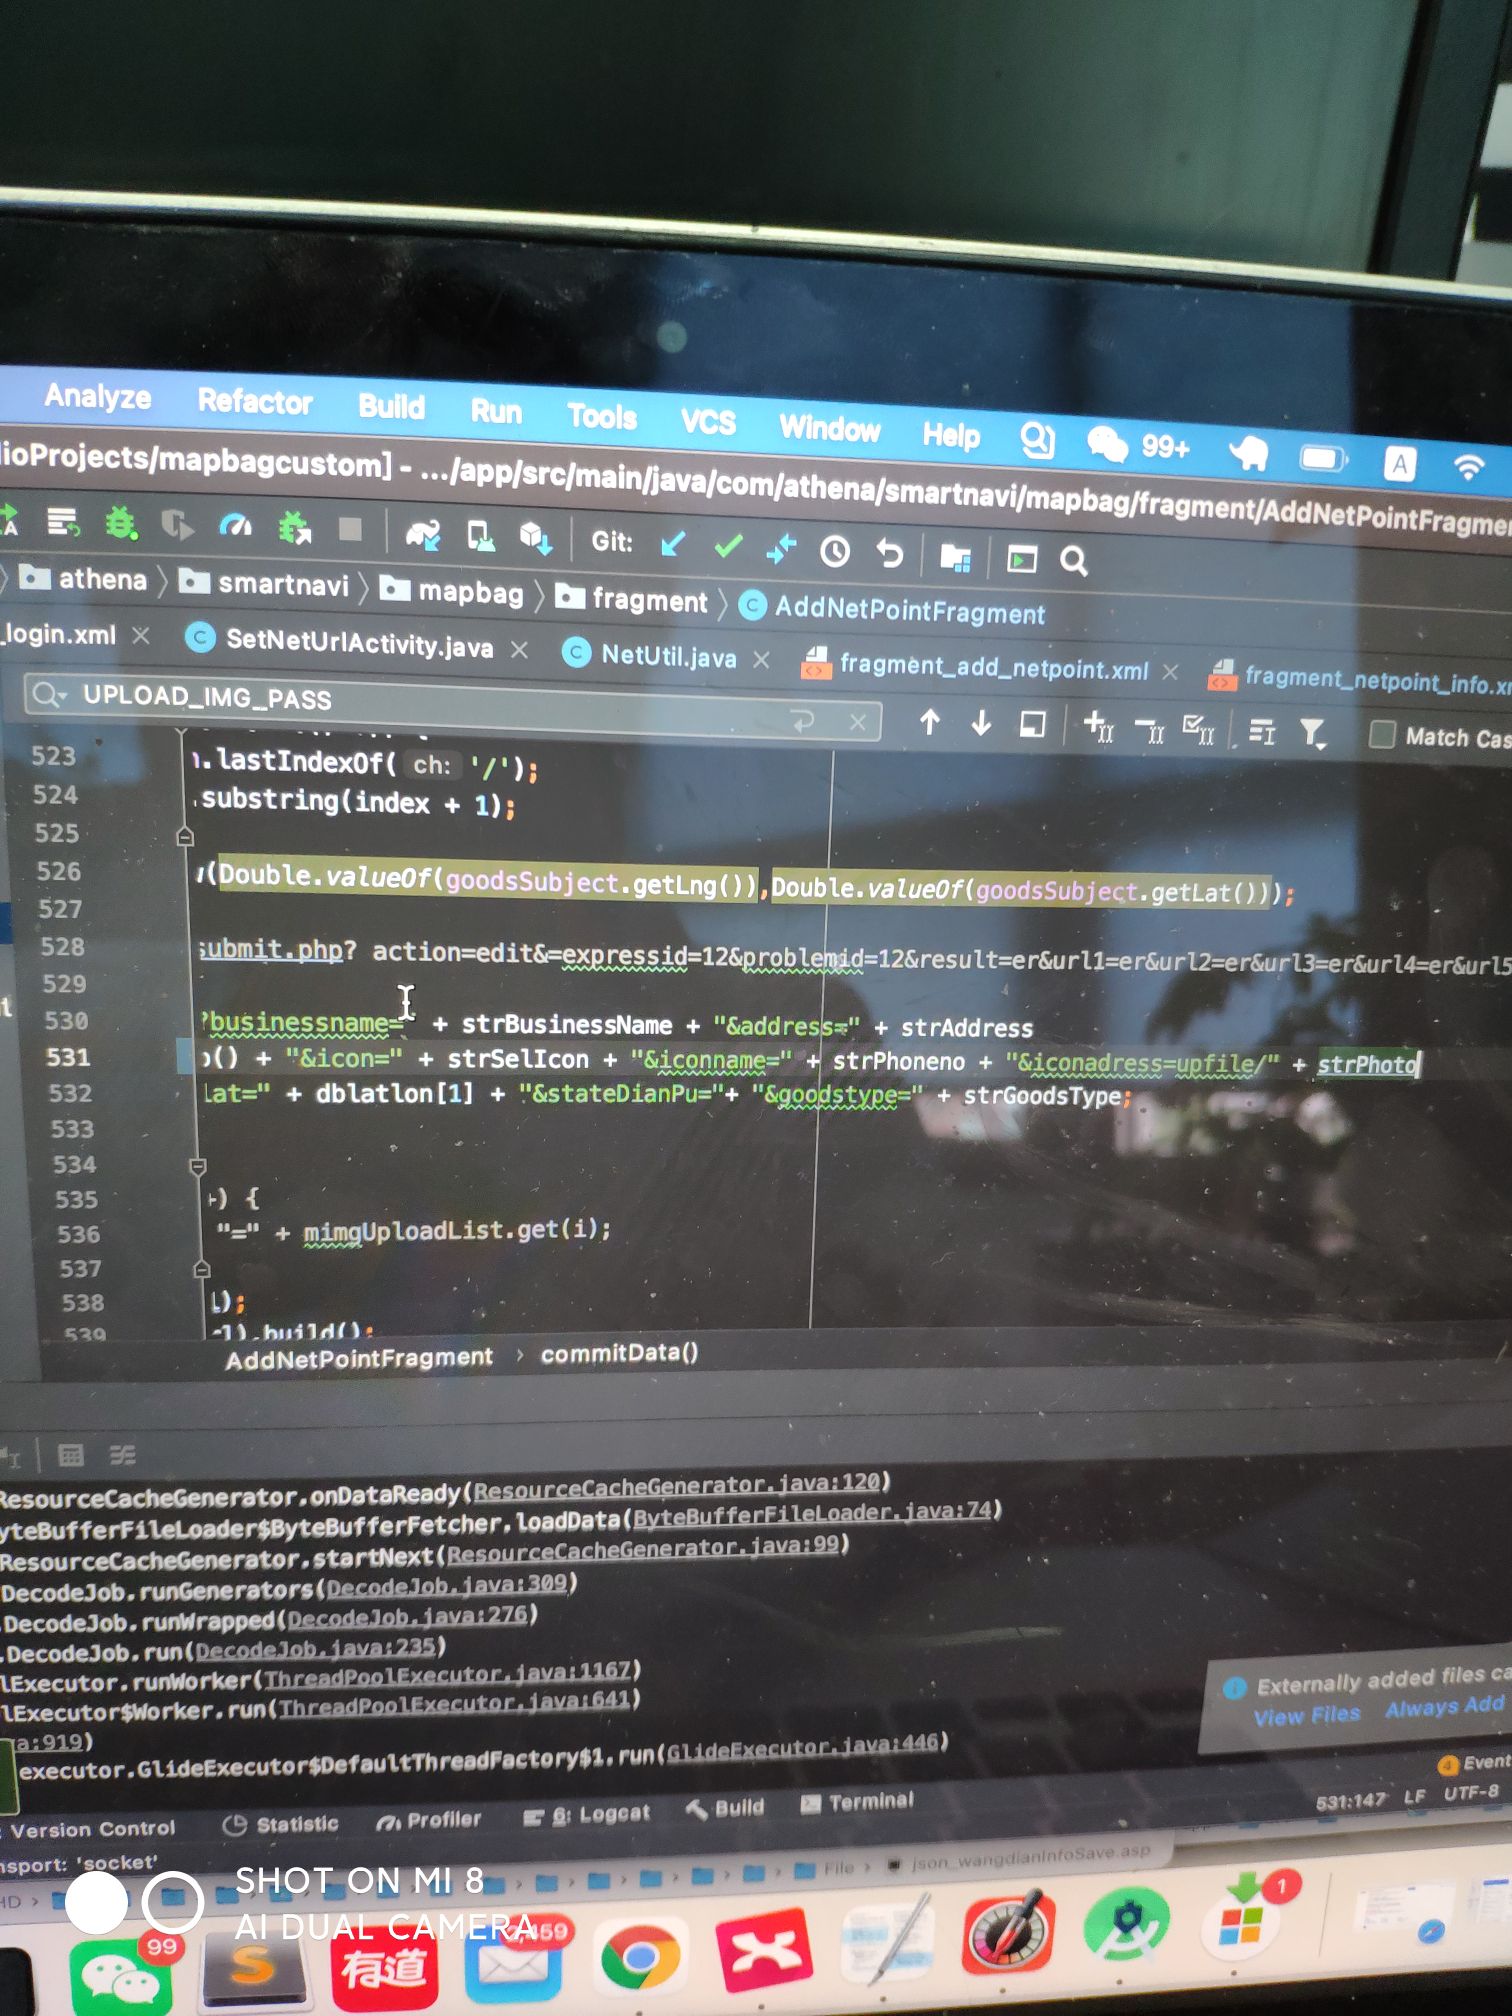 Analyze Refactor Build Run Tools VCS Window Help 99+ A
lioProjects/mapbagcustom] - .../app/src/main/java/com/athena/smartnavi/mapbag/fragment/AddNetPointFragme
Git:
athena smartnavi mapbag fragment AddNetPointFragment
_login.xml SetNetUrlActivity.java NetUtil.java fragment_add_netpoint.xml fragment_netpoint_info.x
UPLOAD_IMG_PASS Match Cas
523 .lastIndexOf( ch: '/');
524 .substring(index + 1);
525
526 (Double.valueOf(goodsSubject.getLng()),Double.valueOf(goodsSubject.getLat()));
527
528 submit.php? action=edit&=expressid=12&problemid=12&result=er&url1=er&url2=er&url3=er&url4=er&url5
529
530 ?businessname=" + strBusinessName + "&address=" + strAddress
531 () + "&icon=" + strSelIcon + "&iconname=" + strPhoneno + "&iconadress=upfile/" + strPhoto
532 lat=" + dblatlon[1] + "&stateDianPu="+ "&goodstype=" + strGoodsType;
533
534
535 ) {
536 "=" + mimgUploadList.get(i);
537
538 );
539 ).build();
AddNetPointFragment › commitData()
ResourceCacheGenerator.onDataReady(ResourceCacheGenerator.java:120)
yteBufferFileLoader$ByteBufferFetcher.loadData(ByteBufferFileLoader.java:74)
ResourceCacheGenerator.startNext(ResourceCacheGenerator.java:99)
DecodeJob.runGenerators(DecodeJob.java:309)
.DecodeJob.runWrapped(DecodeJob.java:276)
.DecodeJob.run(DecodeJob.java:235)
lExecutor.runWorker(ThreadPoolExecutor.java:1167)
lExecutor$Worker.run(ThreadPoolExecutor.java:641)
a:919)
executor.GlideExecutor$DefaultThreadFactory$1.run(GlideExecutor.java:446)
Externally added files ca
View Files Always Add
4 Event
Version Control Statistic Profiler 6: Logcat Build Terminal
531:147 LF UTF-8
nsport: 'socket'
HD File json_wangdianInfoSave.asp
SHOT ON MI 8
AI DUAL CAMERA
99 S 有道 1